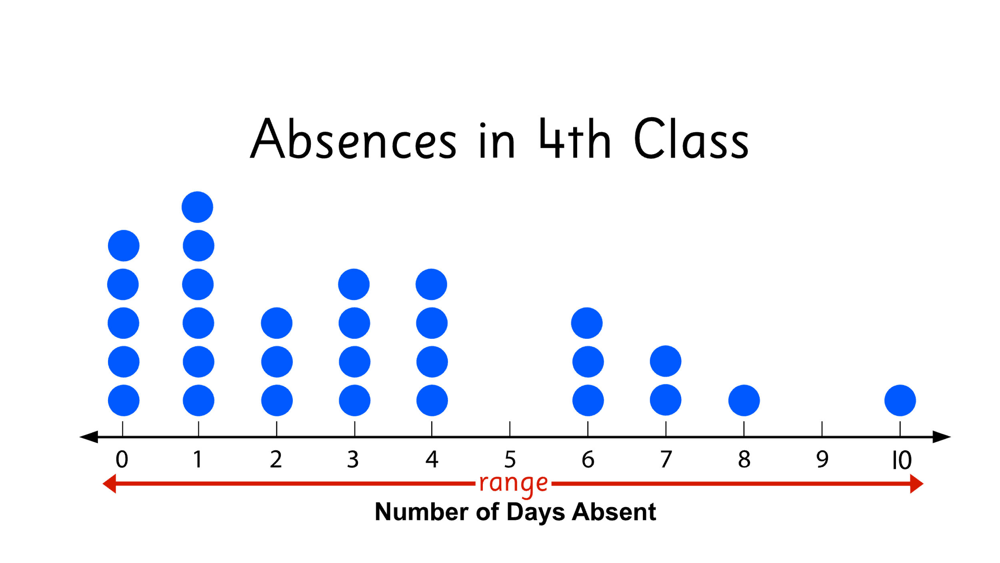 Absences in 4th Class
0 1 2 3 4 5 6 7 8 9 10
range
Number of Days Absent